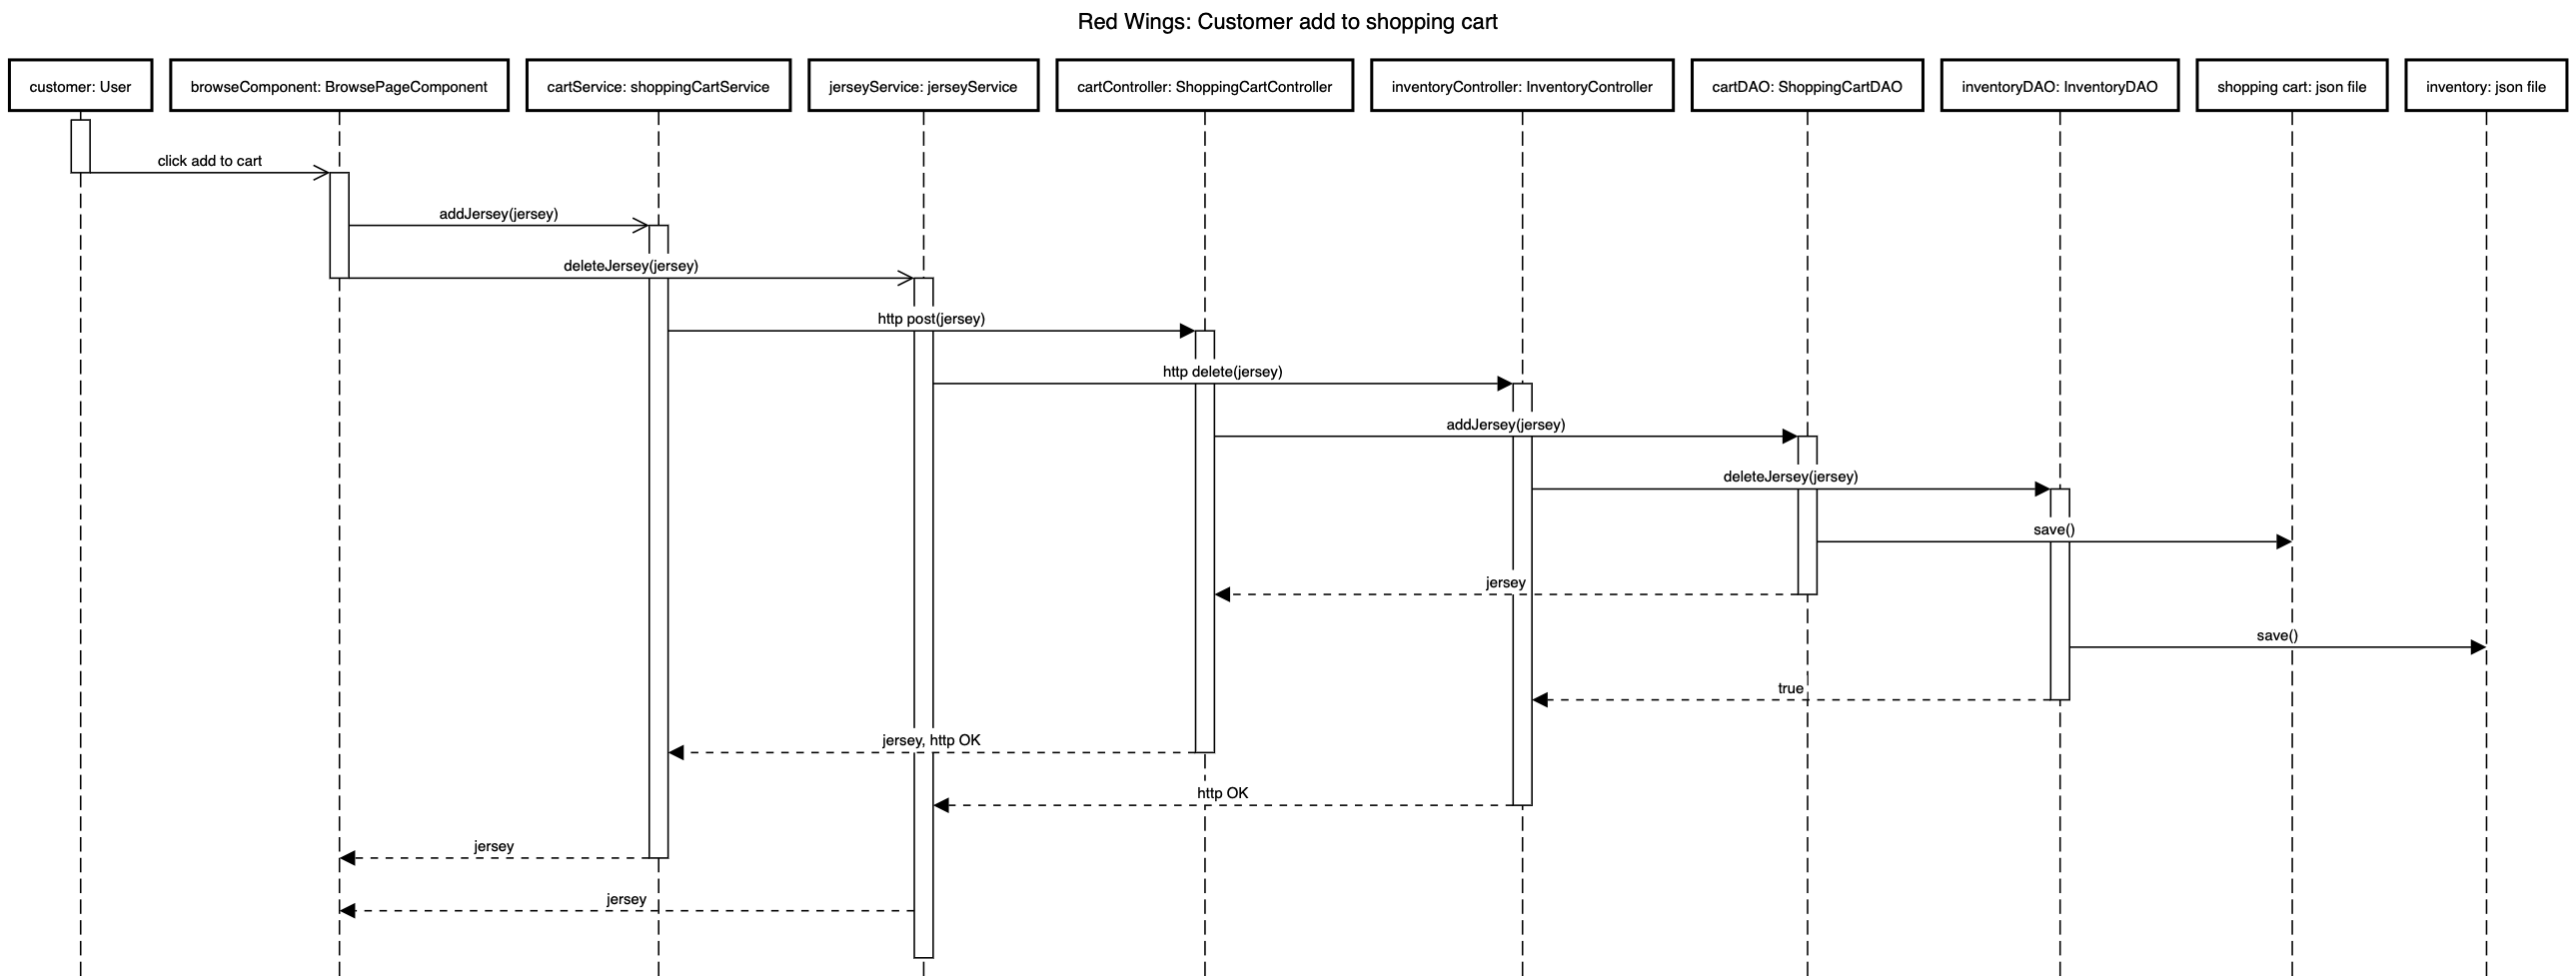 Red Wings: Customer add to shopping cart
customer: User
browseComponent: BrowsePageComponent
cartService: shoppingCartService
jerseyService: jerseyService
cartController: ShoppingCartController
inventoryController: InventoryController
cartDAO: ShoppingCartDAO
inventoryDAO: InventoryDAO
shopping cart: json file
inventory: json file
click add to cart
addJersey(jersey)
deleteJersey(jersey)
http post(jersey)
http delete(jersey)
addJersey(jersey)
deleteJersey(jersey)
save()
jersey
save()
true
jersey, http OK
http OK
jersey
jersey